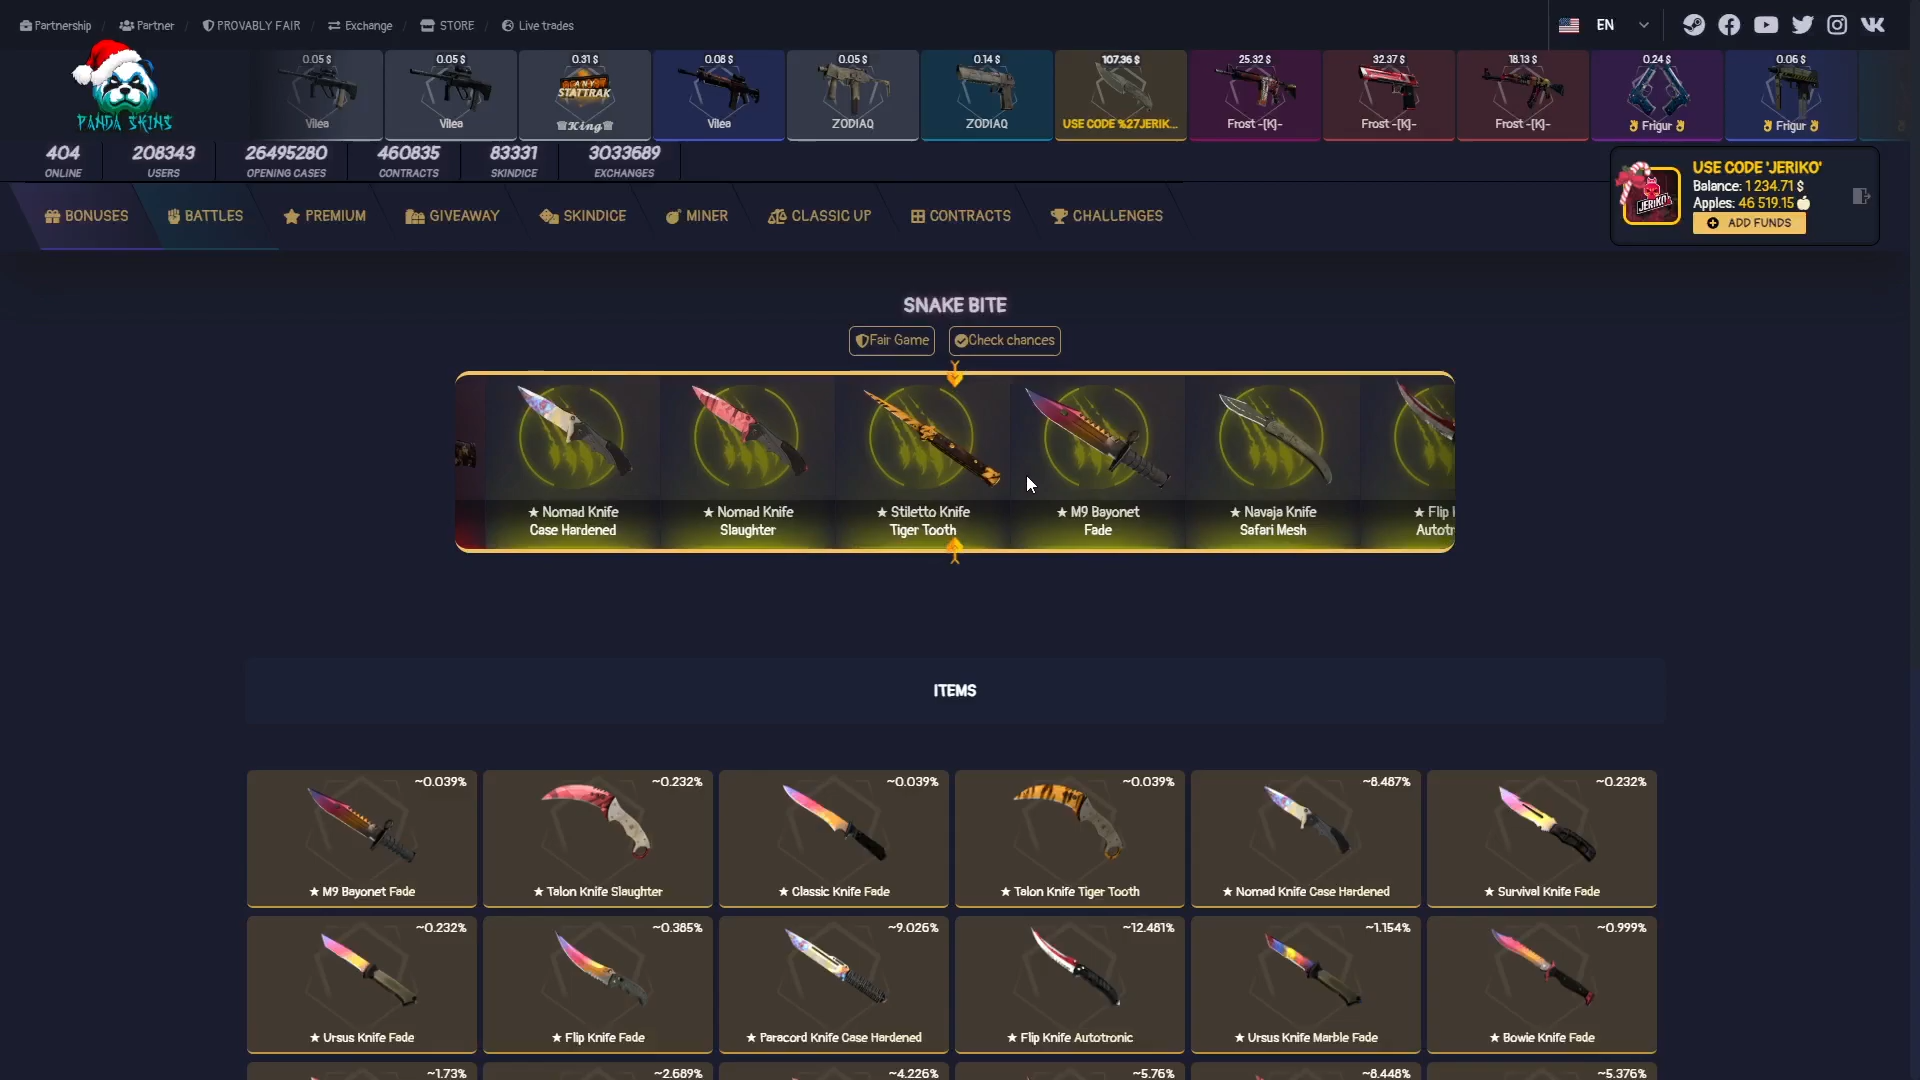 Partnership
Partner
PROVABLY FAIR
Exchange
STORE
Live trades
EN
PANDA SKINS
0.05 $
Vilea
0.05 $
Vilea
0.31 $
ANY
STATTRAK
♕𝓚𝓲𝓷𝓰♕
0.08 $
Vilea
0.05 $
ZODIAQ
0.14 $
ZODIAQ
107.36 $
USE CODE %27JERIK...
25.32 $
Frost -[K]-
32.37 $
Frost -[K]-
18.13 $
Frost -[K]-
0.24 $
👌 Frigur 👌
0.06 $
👌 Frigur 👌
404
ONLINE
208343
USERS
26495280
OPENING CASES
460835
CONTRACTS
83331
SKINDICE
3033689
EXCHANGES
JERIKO
USE CODE 'JERIKO'
Balance: 1 234.71 $
Apples: 46 519.15
ADD FUNDS
BONUSES
BATTLES
PREMIUM
GIVEAWAY
SKINDICE
MINER
CLASSIC UP
CONTRACTS
CHALLENGES
SNAKE BITE
Fair Game
Check chances
★ Nomad Knife
Case Hardened
★ Nomad Knife
Slaughter
★ Stiletto Knife
Tiger Tooth
★ M9 Bayonet
Fade
★ Navaja Knife
Safari Mesh
★ Flip
Autotr
ITEMS
~0.039%
★ M9 Bayonet Fade
~0.232%
★ Talon Knife Slaughter
~0.039%
★ Classic Knife Fade
~0.039%
★ Talon Knife Tiger Tooth
~8.487%
★ Nomad Knife Case Hardened
~0.232%
★ Survival Knife Fade
~0.232%
★ Ursus Knife Fade
~0.385%
★ Flip Knife Fade
~9.026%
★ Paracord Knife Case Hardened
~12.481%
★ Flip Knife Autotronic
~1.154%
★ Ursus Knife Marble Fade
~0.999%
★ Bowie Knife Fade
~1.73%
~2.689%
~4.226%
~5.76%
~8.448%
~5.376%